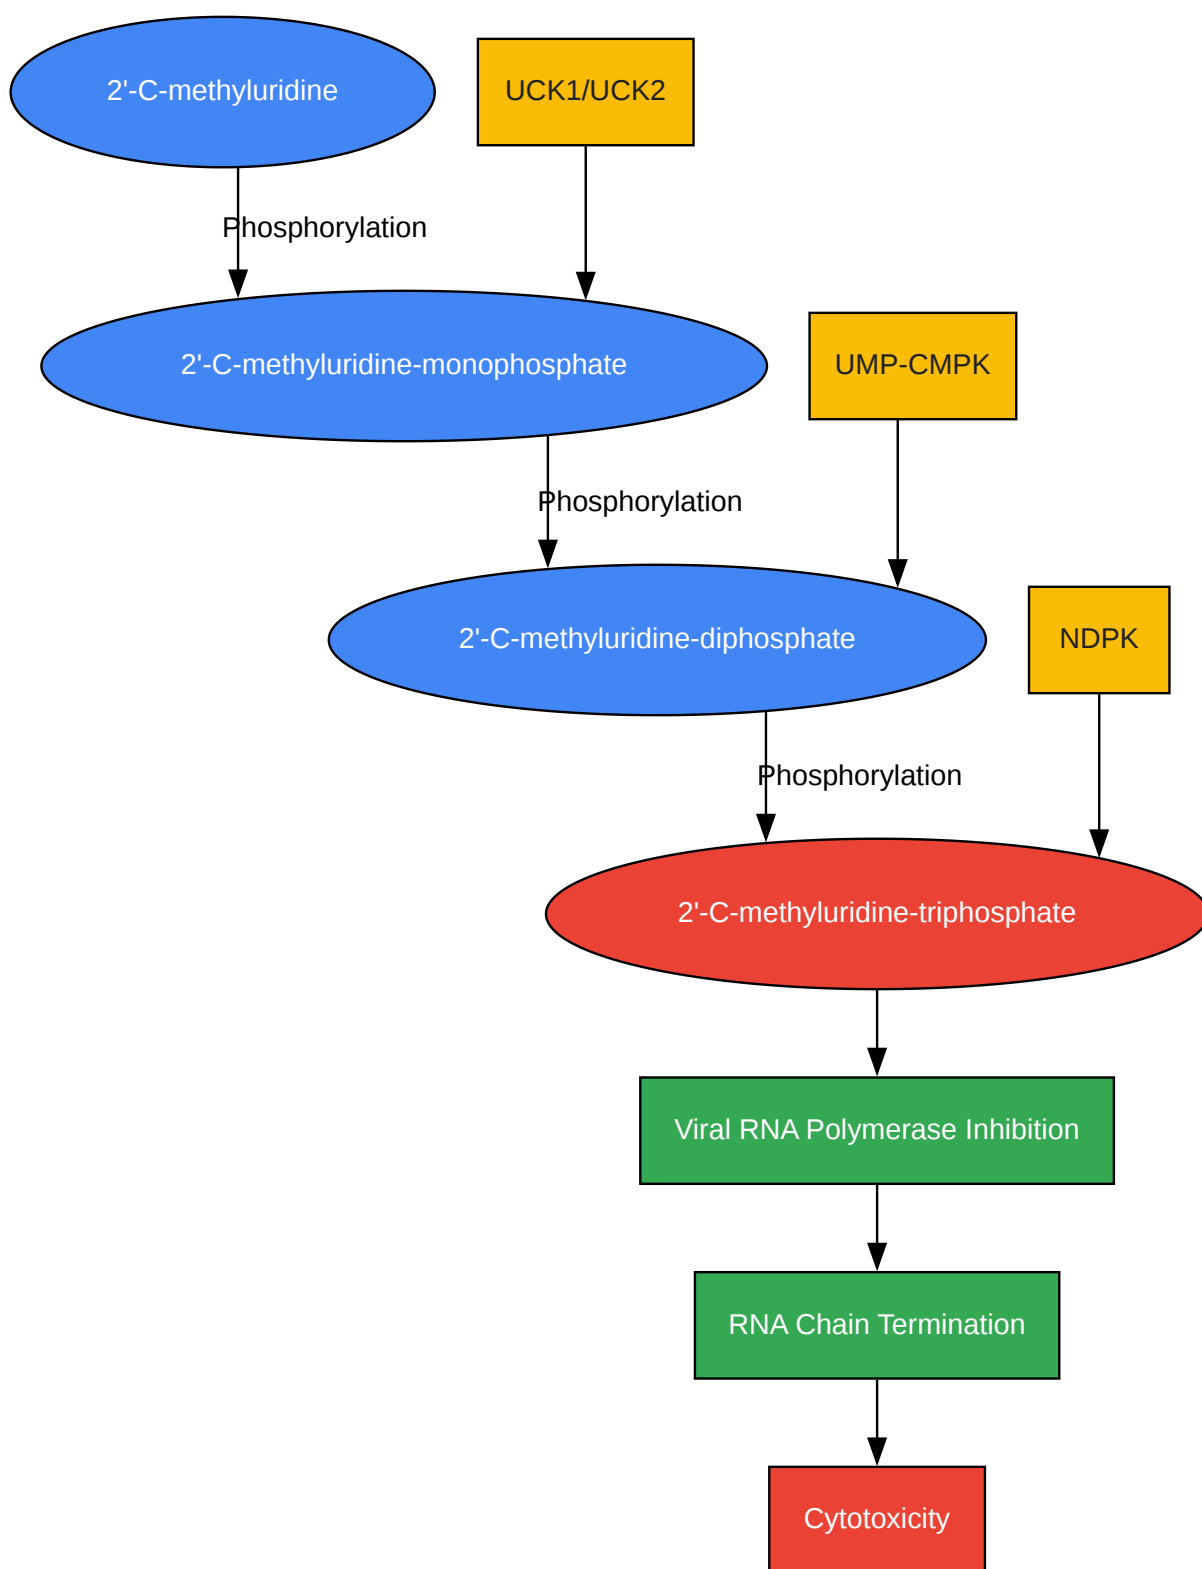 2'-C-methyluridine
UCK1/UCK2
Phosphorylation
2'-C-methyluridine-monophosphate
UMP-CMPK
Phosphorylation
2'-C-methyluridine-diphosphate
NDPK
Phosphorylation
2'-C-methyluridine-triphosphate
Viral RNA Polymerase Inhibition
RNA Chain Termination
Cytotoxicity